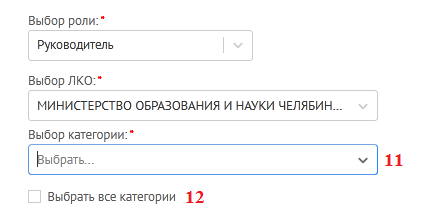 Выбор роли:*
Руководитель
Выбор ЛКО:*
МИНИСТЕРСТВО ОБРАЗОВАНИЯ И НАУКИ ЧЕЛЯБИН...
Выбор категории:*
Выбрать... 11
Выбрать все категории 12